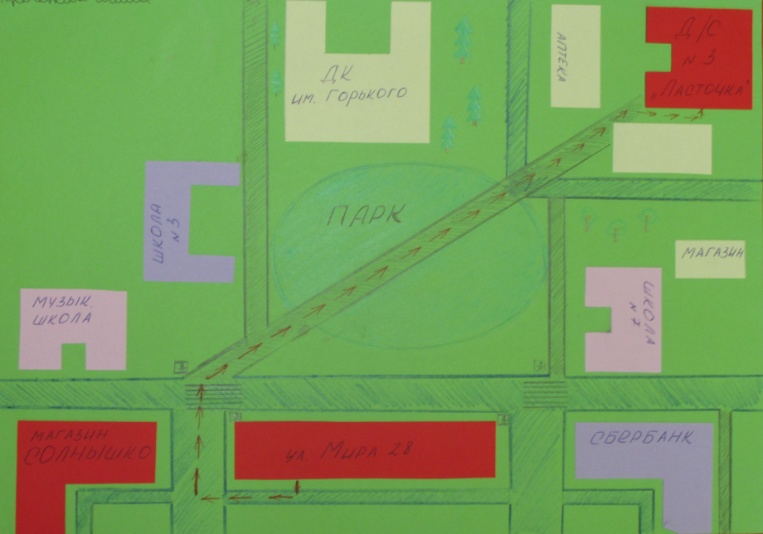 ДК
им. ГОРЬКОГО
АПТЕКА
Д/С
№ 3
„Ласточка"
ПАРК
ШКОЛА
№ 3
МУЗЫК.
ШКОЛА
МАГАЗИН
ШКОЛА
№ 2
МАГАЗИН
СОЛНЫШКО
ул. Мира 28
СБЕРБАНК